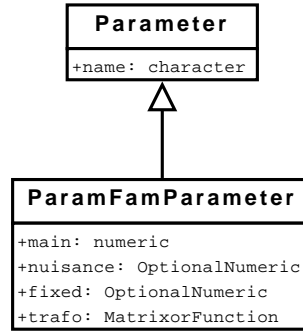 Parameter
+name: character
ParamFamParameter
+main: numeric
+nuisance: OptionalNumeric
+fixed: OptionalNumeric
+trafo: MatrixorFunction